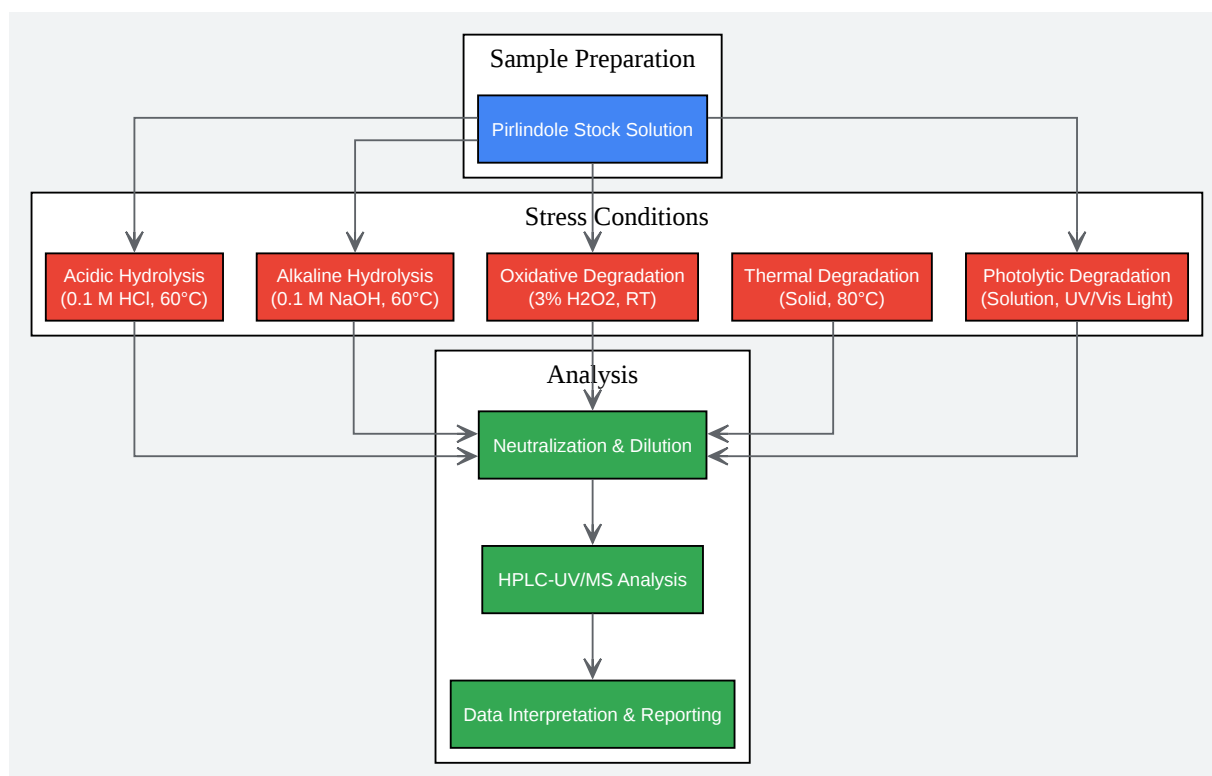 Sample Preparation
Pirlindole Stock Solution
Stress Conditions
Acidic Hydrolysis
(0.1 M HCl, 60°C)
Alkaline Hydrolysis
(0.1 M NaOH, 60°C)
Oxidative Degradation
(3% H2O2, RT)
Thermal Degradation
(Solid, 80°C)
Photolytic Degradation
(Solution, UV/Vis Light)
Analysis
Neutralization & Dilution
HPLC-UV/MS Analysis
Data Interpretation & Reporting